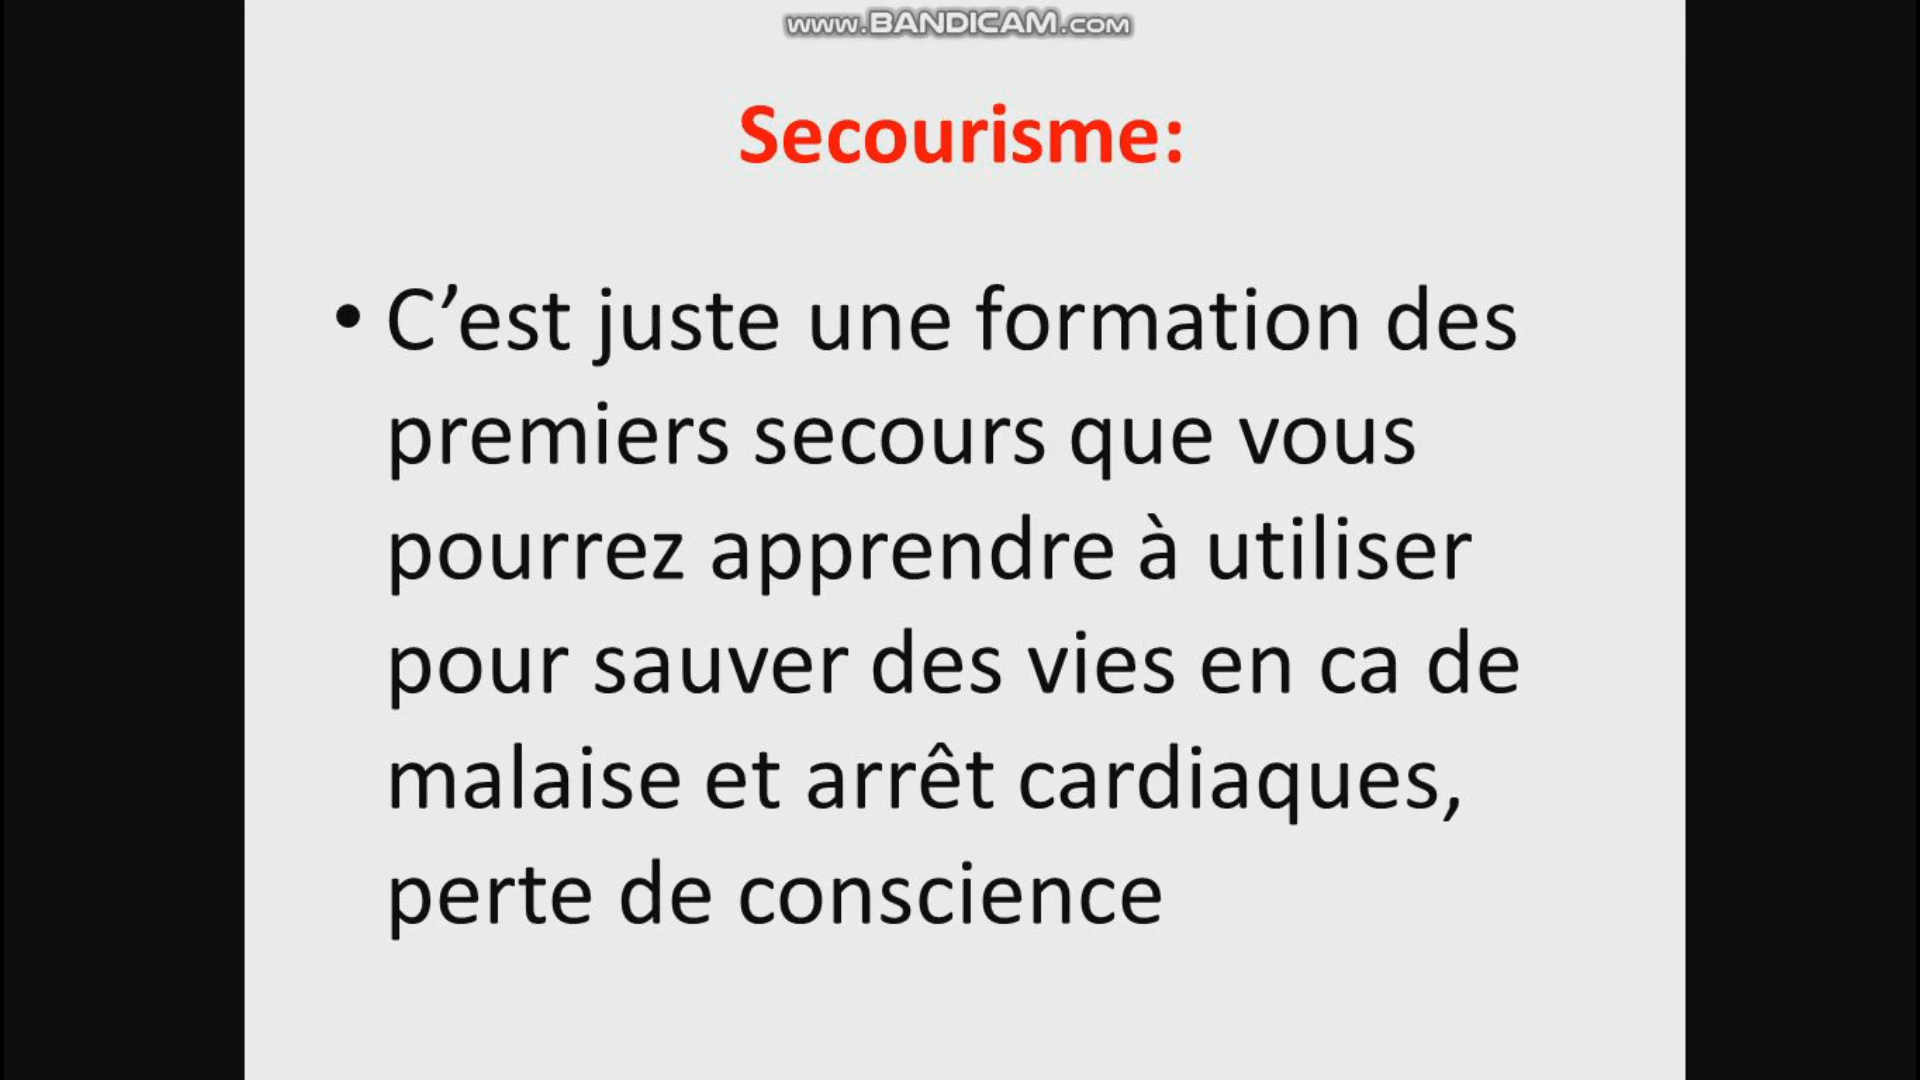 www.BANDICAM.com
Secourisme:
• C’est juste une formation des
premiers secours que vous
pourrez apprendre à utiliser
pour sauver des vies en ca de
malaise et arrêt cardiaques,
perte de conscience